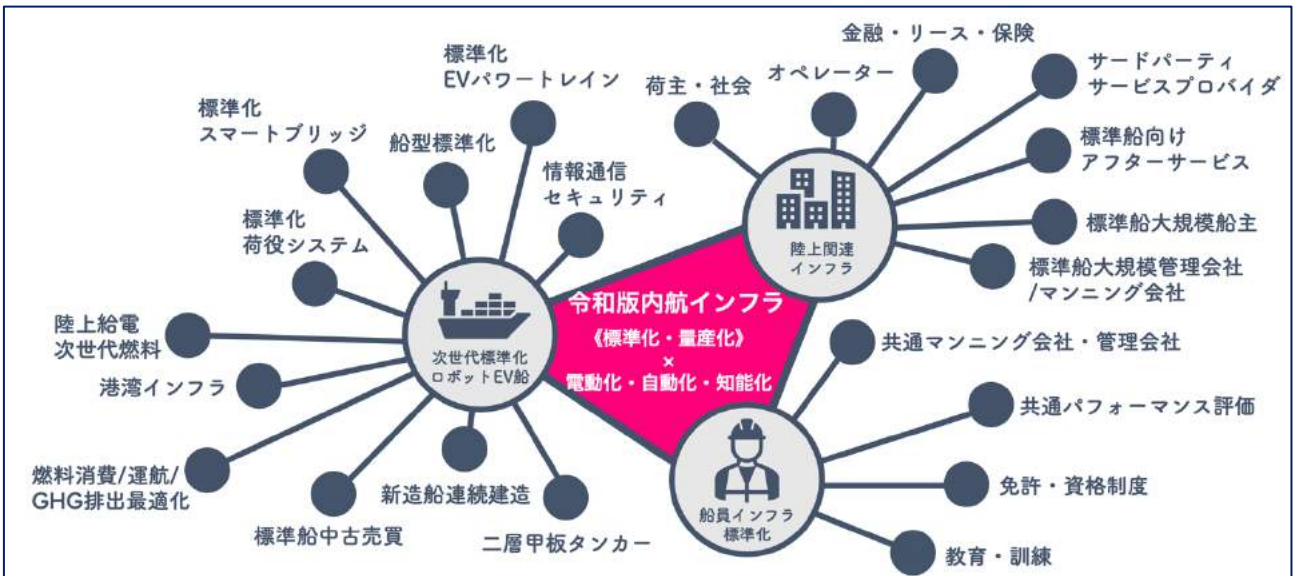 金融・リース・保険
標準化
EVパワートレイン
荷主・社会
オペレーター
サードパーティ
サービスプロバイダ
標準化
スマートブリッジ
船型標準化
標準船向け
アフターサービス
情報通信
セキュリティ
標準化
荷役システム
陸上関連
インフラ
標準船大規模船主
標準船大規模管理会社
/マンニング会社
令和版内航インフラ
《標準化・量産化》
×
電動化・自動化・知能化
陸上給電
次世代燃料
次世代標準化
ロボットEV船
港湾インフラ
共通マンニング会社・管理会社
共通パフォーマンス評価
燃料消費/運航/
GHG排出最適化
新造船連続建造
標準船中古売買
二層甲板タンカー
船員インフラ
標準化
免許・資格制度
教育・訓練